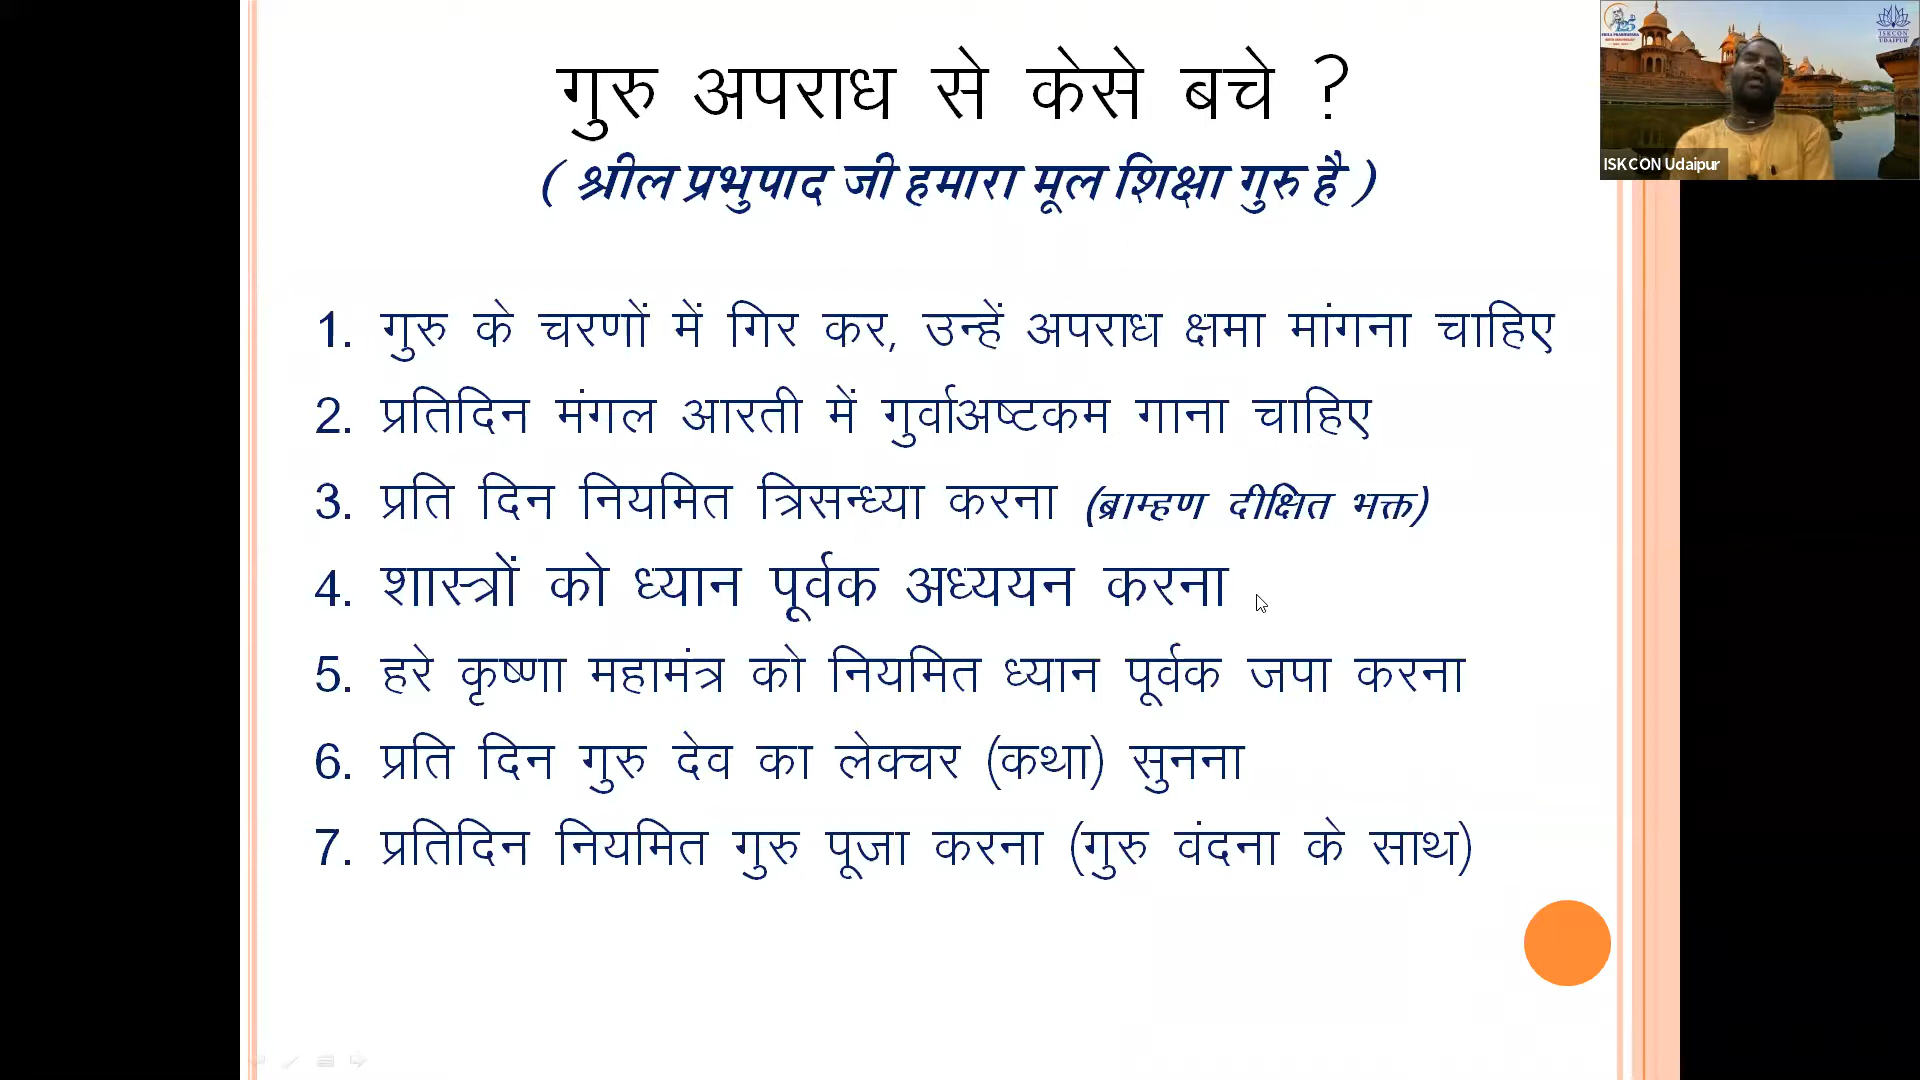 गुरु अपराध से केसे बचे ?
( श्रील प्रभुपाद जी हमारा मूल शिक्षा गुरु है )
1. गुरु के चरणों में गिर कर, उन्हें अपराध क्षमा मांगना चाहिए
2. प्रतिदिन मंगल आरती में गुर्वाअष्टकम गाना चाहिए
3. प्रति दिन नियमित त्रिसन्ध्या करना (ब्राम्हण दीक्षित भक्त)
4. शास्त्रों को ध्यान पूर्वक अध्ययन करना
5. हरे कृष्णा महामंत्र को नियमित ध्यान पूर्वक जपा करना
6. प्रति दिन गुरु देव का लेक्चर (कथा) सुनना
7. प्रतिदिन नियमित गुरु पूजा करना (गुरु वंदना के साथ)
ISKCON UDAIPUR
ISKCON Udaipur